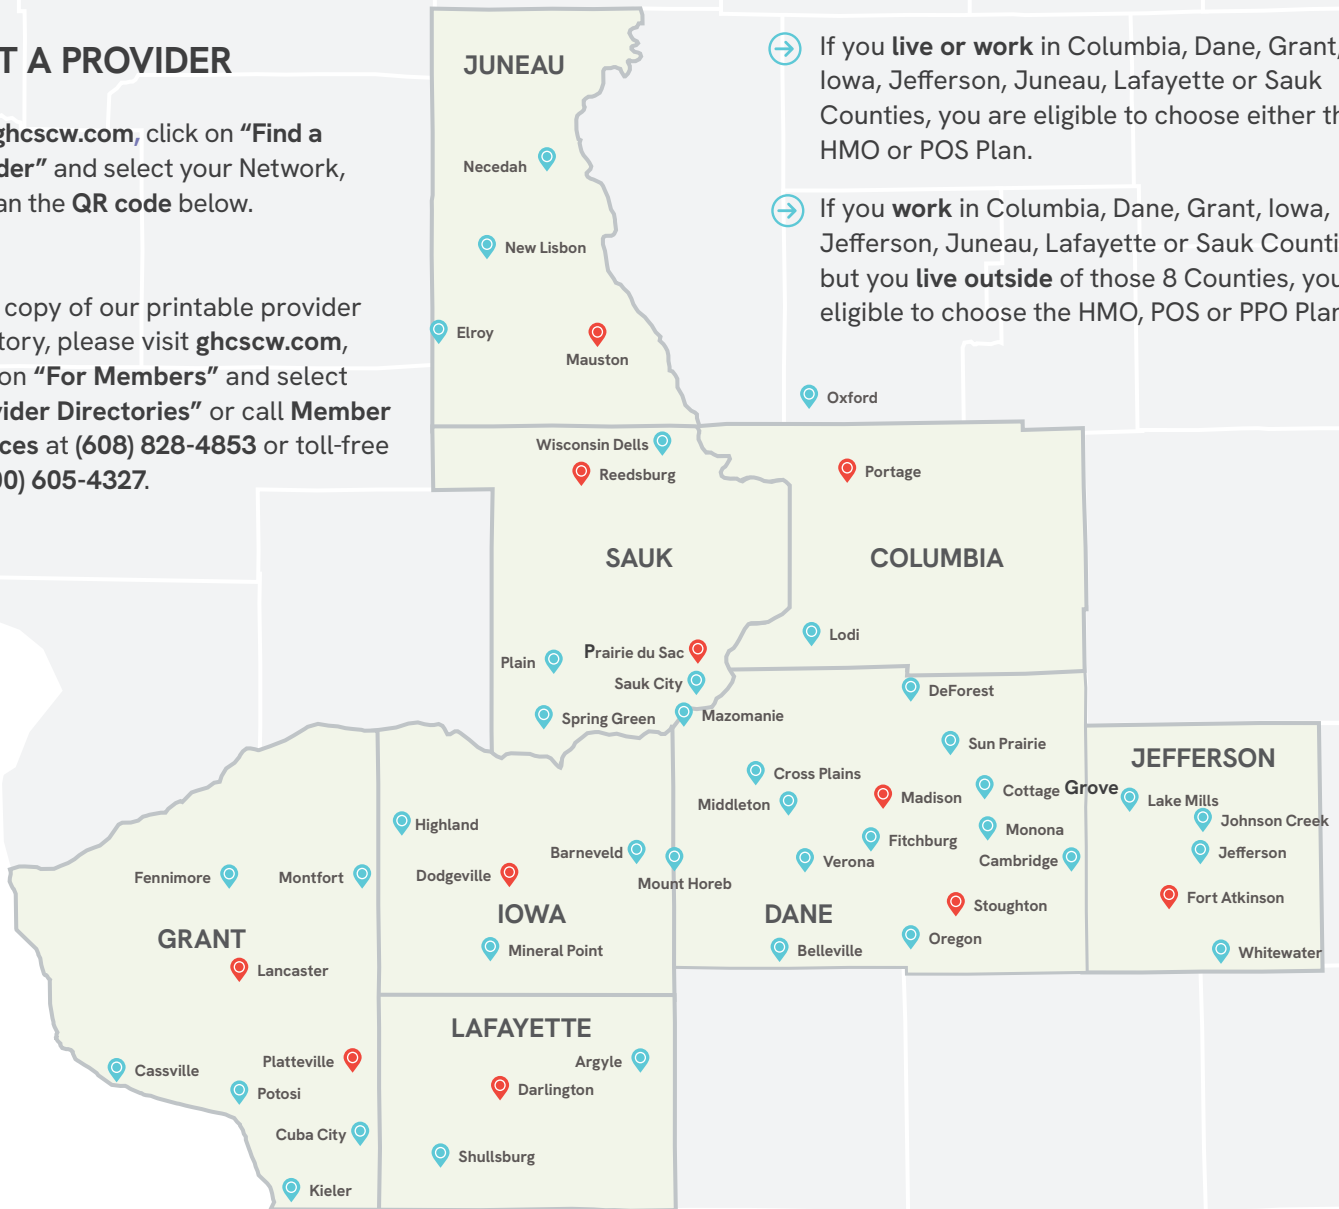 T A PROVIDER
ghcscw.com, click on “Find a
der” and select your Network,
an the QR code below.
copy of our printable provider
tory, please visit ghcscw.com,
on “For Members” and select
vider Directories” or call Member
ces at (608) 828-4853 or toll-free
00) 605-4327.
If you live or work in Columbia, Dane, Grant,
Iowa, Jefferson, Juneau, Lafayette or Sauk
Counties, you are eligible to choose either th
HMO or POS Plan.
If you work in Columbia, Dane, Grant, Iowa,
Jefferson, Juneau, Lafayette or Sauk Counti
but you live outside of those 8 Counties, you
eligible to choose the HMO, POS or PPO Plan
JUNEAU
Necedah
New Lisbon
Elroy
Mauston
Oxford
Wisconsin Dells
Reedsburg
Portage
SAUK
COLUMBIA
Lodi
Plain
Prairie du Sac
Sauk City
Spring Green
Mazomanie
DeForest
Sun Prairie
Cross Plains
Middleton
Madison
Cottage Grove
Fitchburg
Monona
Verona
Cambridge
Mount Horeb
DANE
Stoughton
Oregon
Belleville
JEFFERSON
Lake Mills
Johnson Creek
Jefferson
Fort Atkinson
Whitewater
Highland
Barneveld
Dodgeville
IOWA
Mineral Point
Fennimore
Montfort
GRANT
Lancaster
Platteville
Cassville
Potosi
Cuba City
Kieler
LAFAYETTE
Argyle
Darlington
Shullsburg